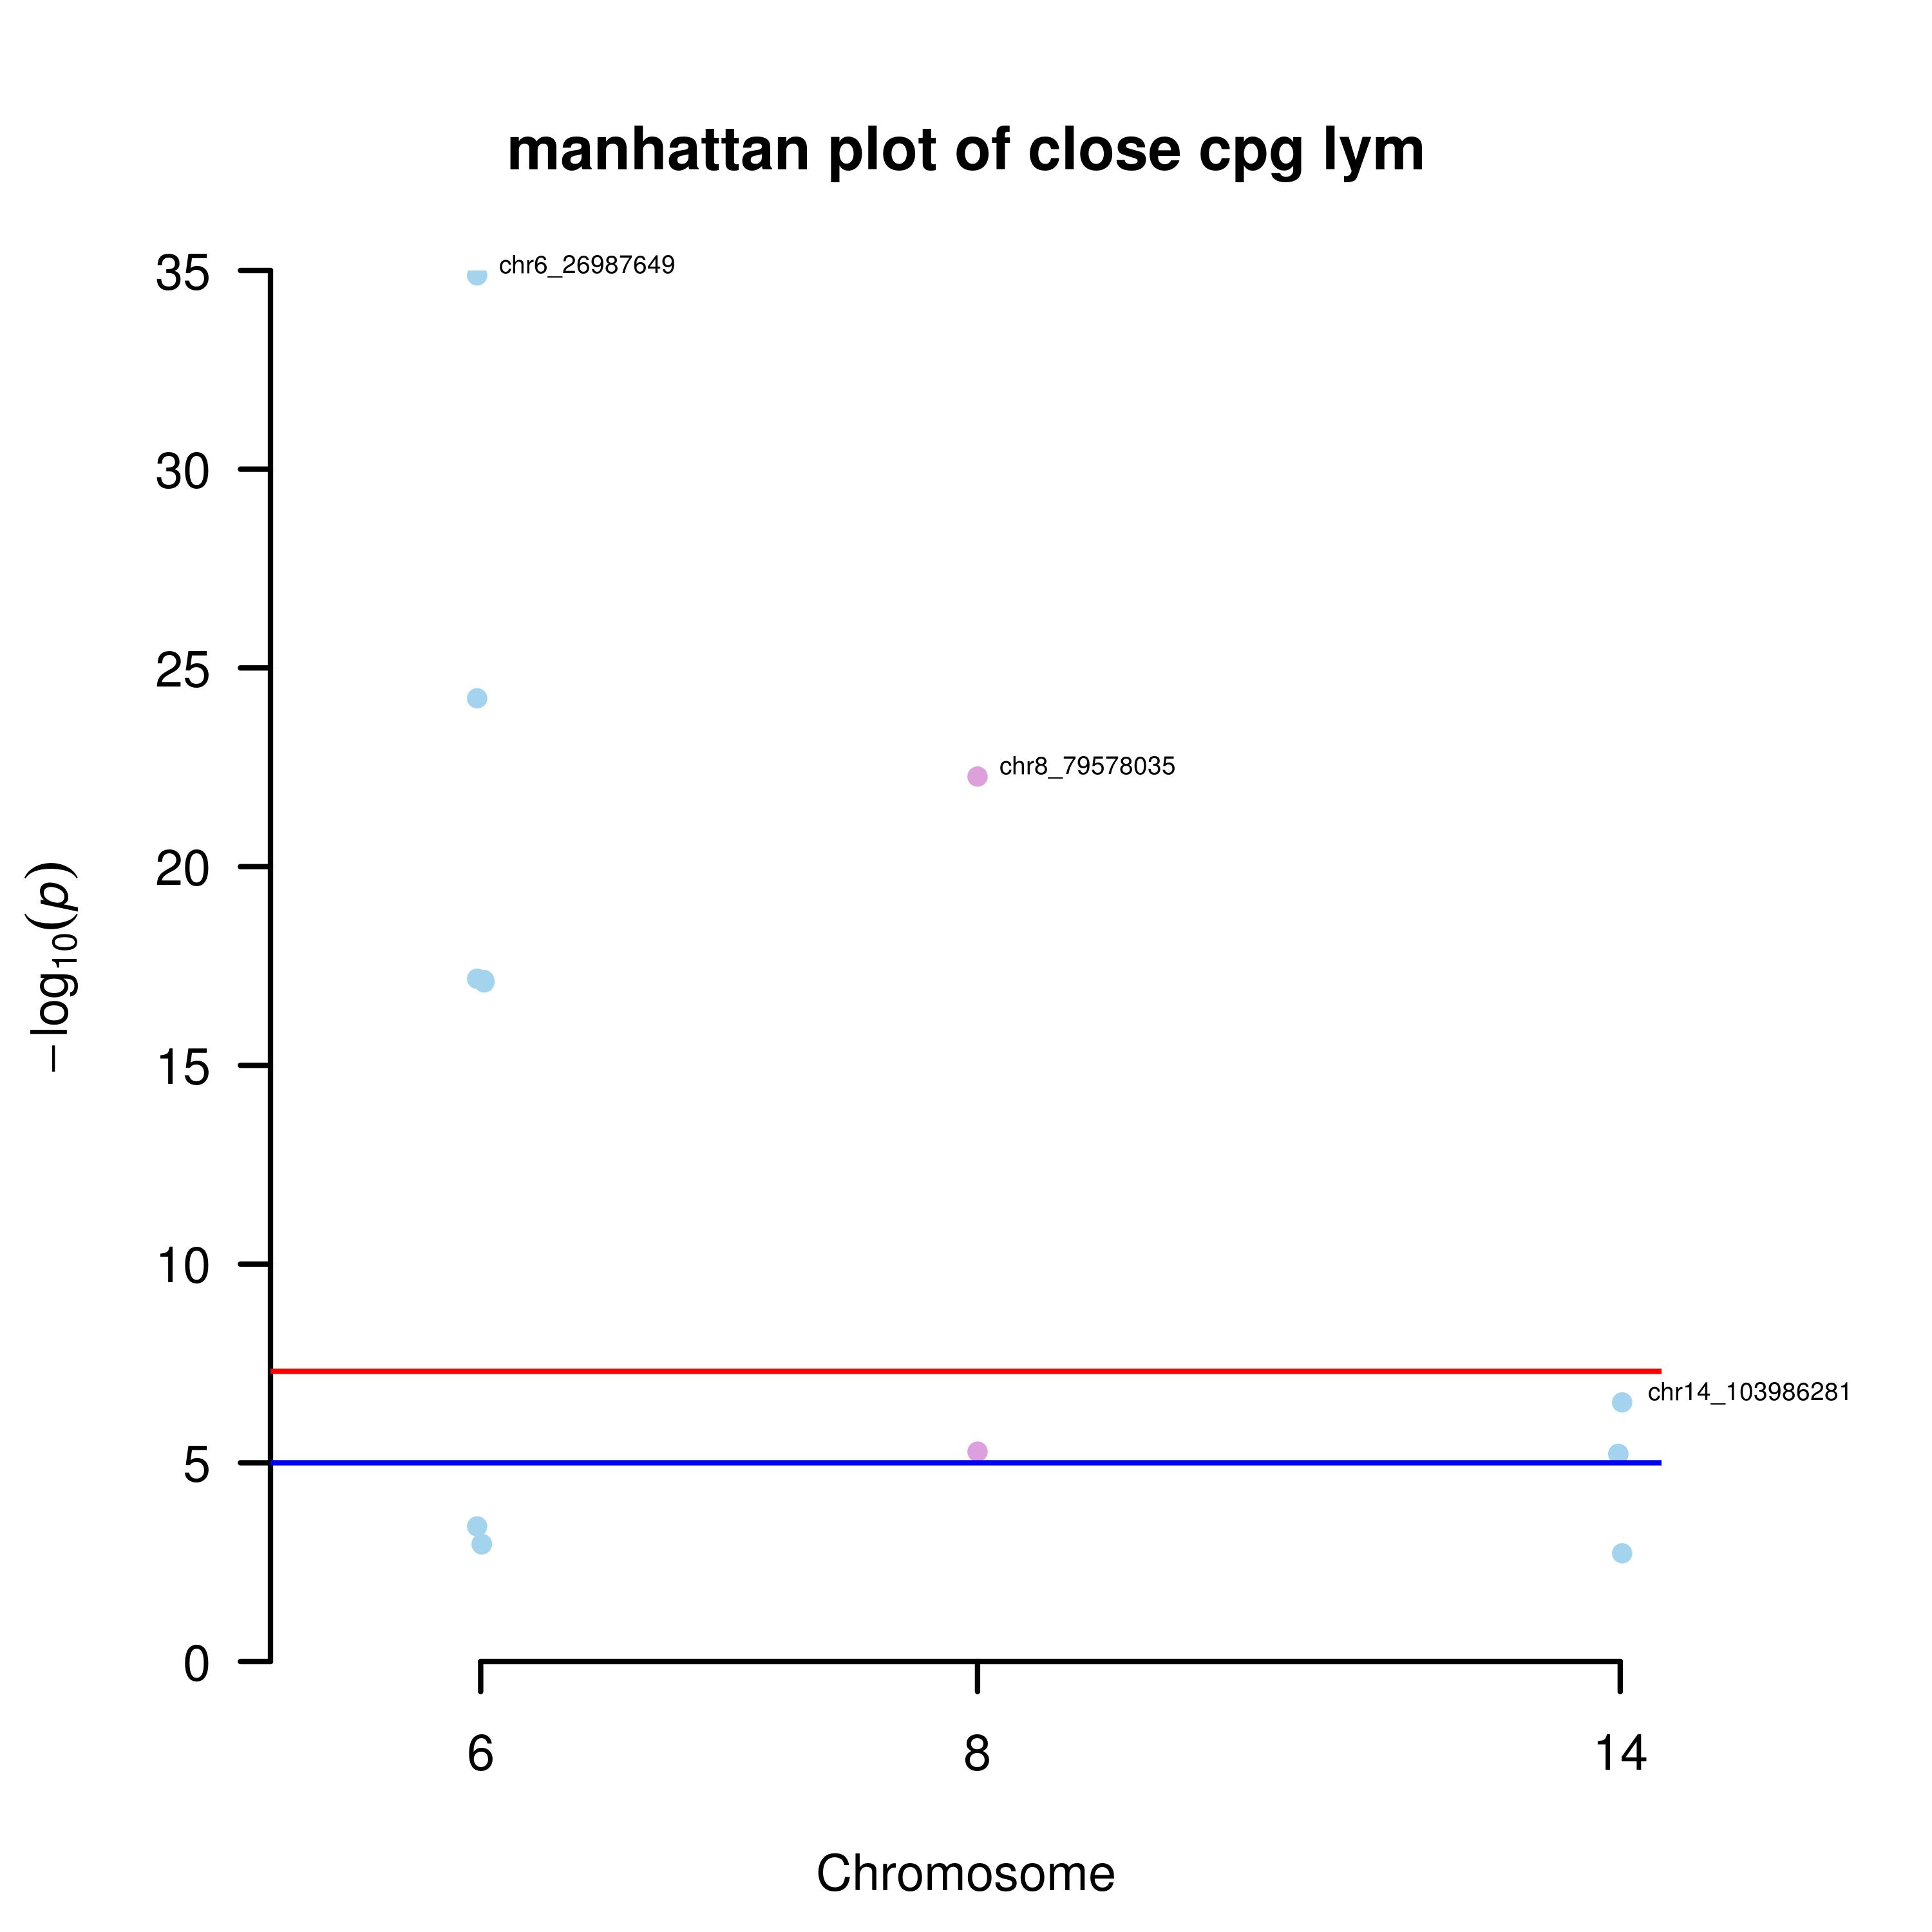 manhattan plot of close cpg lym
35
chr6_26987649
30
25
chr8_79578035
20
15
10
chr14_103986281
5
0
−log10(p)
6 8 14
Chromosome